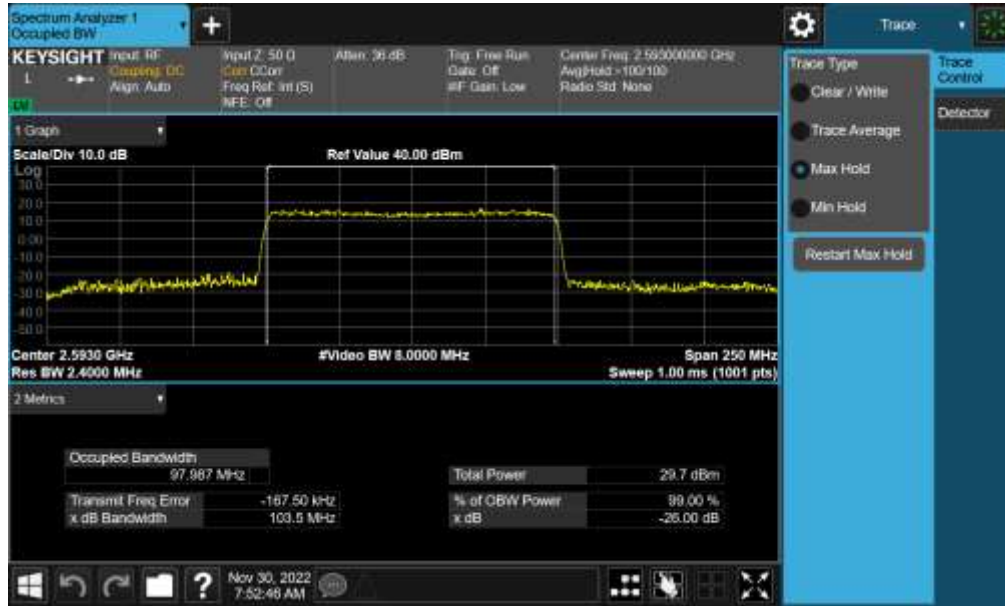 Spectrum Analyzer 1
Occupied BW
Trace
KEYSIGHT Input: RF
Coupling: DC
Align: Auto
Input Z: 50 Ω
Corr CCorr
Freq Ref: Int (S)
NFE: Off
Atten: 36 dB
Trig: Free Run
Gate: Off
#IF Gain: Low
Center Freq: 2.593000000 GHz
Avg|Hold:>100/100
Radio Std: None
Trace Type
Clear / Write
Trace Average
Max Hold
Min Hold
Restart Max Hold
Trace
Control
Detector
1 Graph
Scale/Div 10.0 dB
Ref Value 40.00 dBm
Log
30.0
20.0
10.0
0.00
-10.0
-20.0
-30.0
-40.0
-50.0
Center 2.5930 GHz
#Video BW 8.0000 MHz
Span 250 MHz
Res BW 2.4000 MHz
Sweep 1.00 ms (1001 pts)
2 Metrics
Occupied Bandwidth
97.987 MHz
Total Power 29.7 dBm
Transmit Freq Error -167.50 kHz
% of OBW Power 99.00 %
x dB Bandwidth 103.5 MHz
x dB -26.00 dB
? Nov 30, 2022
7:52:46 AM